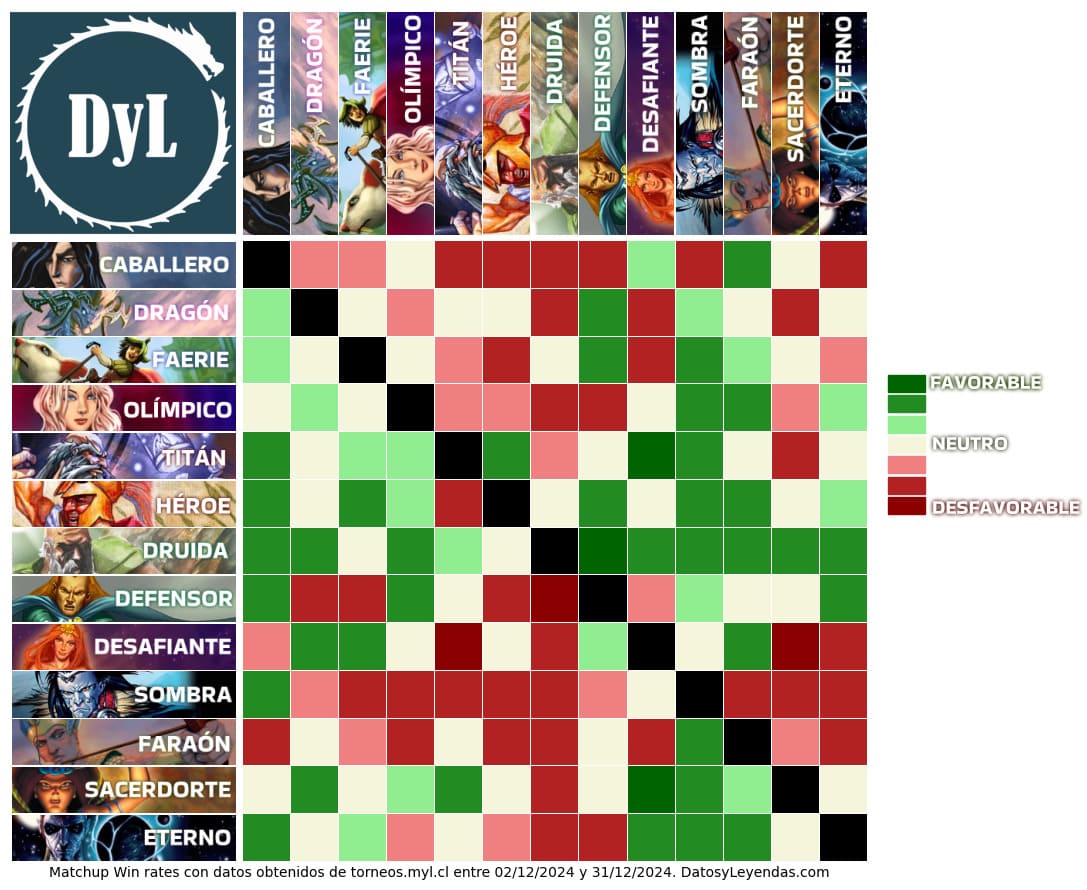 DyL
CABALLERO
DRAGÓN
FAERIE
OLÍMPICO
TITÁN
HÉROE
DRUIDA
DEFENSOR
DESAFIANTE
SOMBRA
FARAÓN
SACERDORTE
ETERNO
CABALLERO
DRAGÓN
FAERIE
OLÍMPICO
TITÁN
HÉROE
DRUIDA
DEFENSOR
DESAFIANTE
SOMBRA
FARAÓN
SACERDORTE
ETERNO
FAVORABLE
NEUTRO
DESFAVORABLE
Matchup Win rates con datos obtenidos de torneos.myl.cl entre 02/12/2024 y 31/12/2024. DatosyLeyendas.com